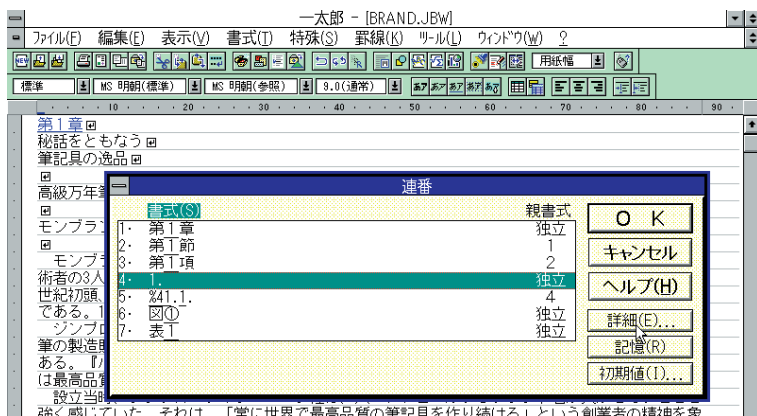 一太郎 - [BRAND.JBW]
ファイル(F) 編集(E) 表示(V) 書式(T) 特殊(S) 罫線(K) ツール(L) ウィンドウ(W) ?
用紙幅
標準 MS 明朝(標準) MS 明朝(参照) 9.0(通常)
10 20 30 40 50 60 70 80 90
第1章
秘話をともなう
筆記具の逸品
高級万年筆
モンブラン
連番
書式(S) 親書式
1· 第1章 独立
2· 第1節 1
3· 第1項 2
4· 1. 独立
5· %41.1. 4
6· 図① 独立
7· 表1 独立
OK
キャンセル
ヘルプ(H)
詳細(E)...
記憶(R)
初期値(I)...
モンブ
術者の3人
世紀初頭、
である。1
ジンプロ
筆の製造
ある。『
は最高品質
設立当時
強く感じていた。それは、「常に世界で最高品質の筆記具を作り続ける」という創業者の精神を象